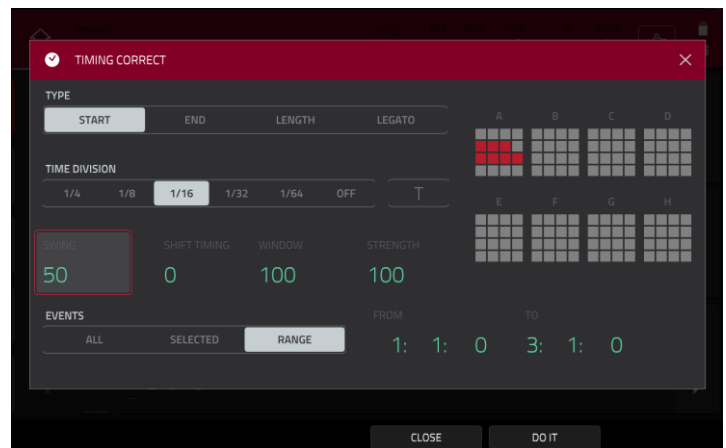 TIMING CORRECT
TYPE
START END LENGTH LEGATO
A B C D
TIME DIVISION
1/4 1/8 1/16 1/32 1/64 OFF T
E F G H
SWING SHIFT TIMING WINDOW STRENGTH
50 0 100 100
EVENTS
FROM TO
ALL SELECTED RANGE
1: 1: 0 3: 1: 0
CLOSE DO IT